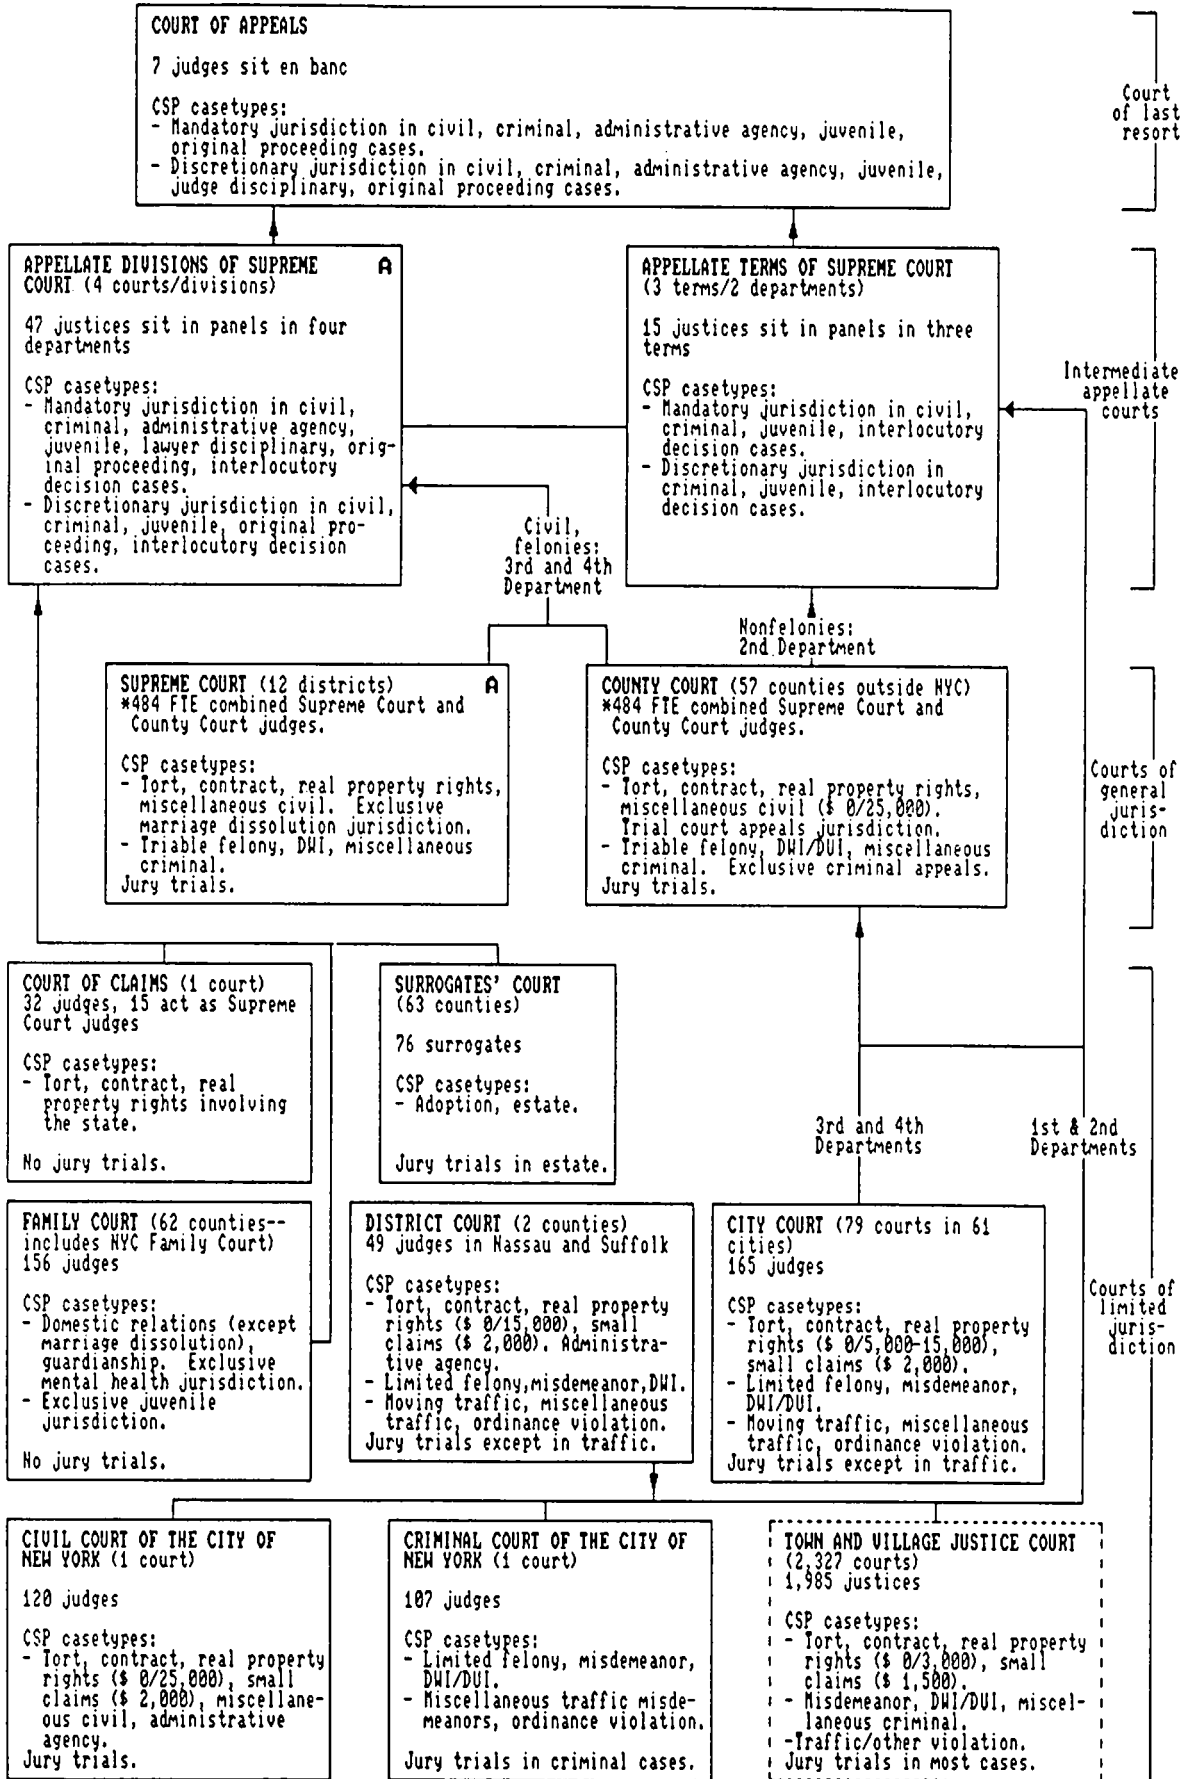 COURT OF APPEALS
7 judges sit en banc
CSP casetypes:
- Mandatory jurisdiction in civil, criminal, administrative agency, juvenile,
original proceeding cases.
- Discretionary jurisdiction in civil, criminal, administrative agency, juvenile,
judge disciplinary, original proceeding cases.
Court
of last
resort
APPELLATE DIVISIONS OF SUPREME A
COURT (4 courts/divisions)
47 justices sit in panels in four
departments
CSP casetypes:
- Mandatory jurisdiction in civil,
criminal, administrative agency,
juvenile, lawyer disciplinary, orig-
inal proceeding, interlocutory
decision cases.
- Discretionary jurisdiction in civil,
criminal, juvenile, original pro-
ceeding, interlocutory decision
cases.
APPELLATE TERMS OF SUPREME COURT
(3 terms/2 departments)
15 justices sit in panels in three
terms
CSP casetypes:
- Mandatory jurisdiction in civil,
criminal, juvenile, interlocutory
decision cases.
- Discretionary jurisdiction in
criminal, juvenile, interlocutory
decision cases.
Intermediate
appellate
courts
Civil,
felonies:
3rd and 4th
Department
Nonfelonies:
2nd Department
SUPREME COURT (12 districts) A
*484 FTE combined Supreme Court and
County Court judges.
CSP casetypes:
- Tort, contract, real property rights,
miscellaneous civil. Exclusive
marriage dissolution jurisdiction.
- Triable felony, DWI, miscellaneous
criminal.
Jury trials.
COUNTY COURT (57 counties outside NYC)
*484 FTE combined Supreme Court and
County Court judges.
CSP casetypes:
- Tort, contract, real property rights,
miscellaneous civil ($ 0/25,000).
Trial court appeals jurisdiction.
- Triable felony, DWI/DUI, miscellaneous
criminal. Exclusive criminal appeals.
Jury trials.
Courts of
general
juris-
diction
COURT OF CLAIMS (1 court)
32 judges, 15 act as Supreme
Court judges
CSP casetypes:
- Tort, contract, real
property rights involving
the state.
No jury trials.
SURROGATES' COURT
(63 counties)
76 surrogates
CSP casetypes:
- Adoption, estate.
Jury trials in estate.
3rd and 4th
Departments
1st & 2nd
Departments
FAMILY COURT (62 counties--
includes NYC Family Court)
156 judges
CSP casetypes:
- Domestic relations (except
marriage dissolution),
guardianship. Exclusive
mental health jurisdiction.
- Exclusive juvenile
jurisdiction.
No jury trials.
DISTRICT COURT (2 counties)
49 judges in Nassau and Suffolk
CSP casetypes:
- Tort, contract, real property
rights ($ 0/15,000), small
claims ($ 2,000). Administra-
tive agency.
- Limited felony,misdemeanor,DWI.
- Moving traffic, miscellaneous
traffic, ordinance violation.
Jury trials except in traffic.
CITY COURT (79 courts in 61
cities)
165 judges
CSP casetypes:
- Tort, contract, real property
rights ($ 0/5,000-15,000),
small claims ($ 2,000).
- Limited felony, misdemeanor,
DWI/DUI.
- Moving traffic, miscellaneous
traffic, ordinance violation.
Jury trials except in traffic.
Courts of
limited
juris-
diction
CIVIL COURT OF THE CITY OF
NEW YORK (1 court)
120 judges
CSP casetypes:
- Tort, contract, real property
rights ($ 0/25,000), small
claims ($ 2,000), miscellane-
ous civil, administrative
agency.
Jury trials.
CRIMINAL COURT OF THE CITY OF
NEW YORK (1 court)
107 judges
CSP casetypes:
- Limited felony, misdemeanor,
DWI/DUI.
- Miscellaneous traffic misde-
meanors, ordinance violation.
Jury trials in criminal cases.
TOWN AND VILLAGE JUSTICE COURT
(2,327 courts)
1,985 justices
CSP casetypes:
- Tort, contract, real property
rights ($ 0/3,000), small
claims ($ 1,500).
- Misdemeanor, DWI/DUI, miscel-
laneous criminal.
-Traffic/other violation.
Jury trials in most cases.